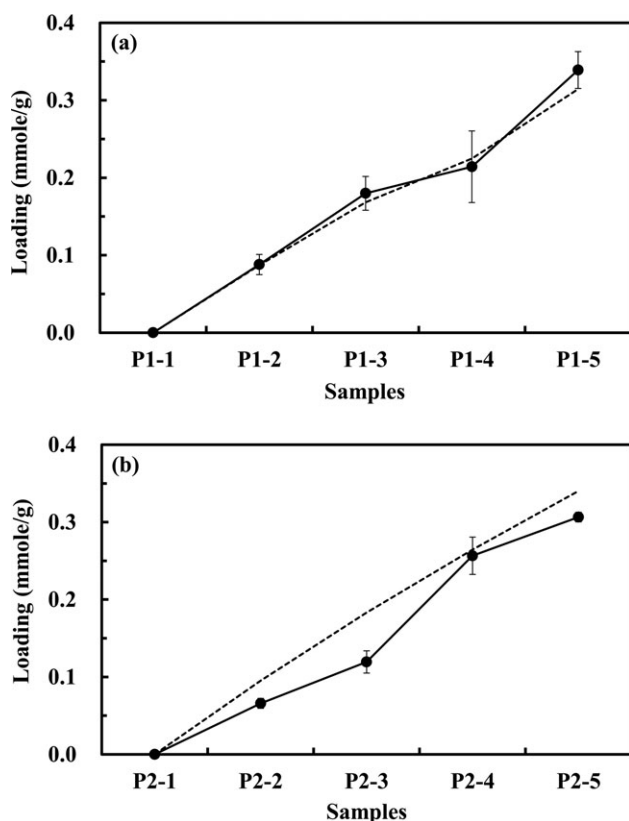 (a)
Loading (mmole/g)
0.4
0.3
0.2
0.1
0.0
P1-1 P1-2 P1-3 P1-4 P1-5
Samples
(b)
Loading (mmole/g)
0.4
0.3
0.2
0.1
0.0
P2-1 P2-2 P2-3 P2-4 P2-5
Samples